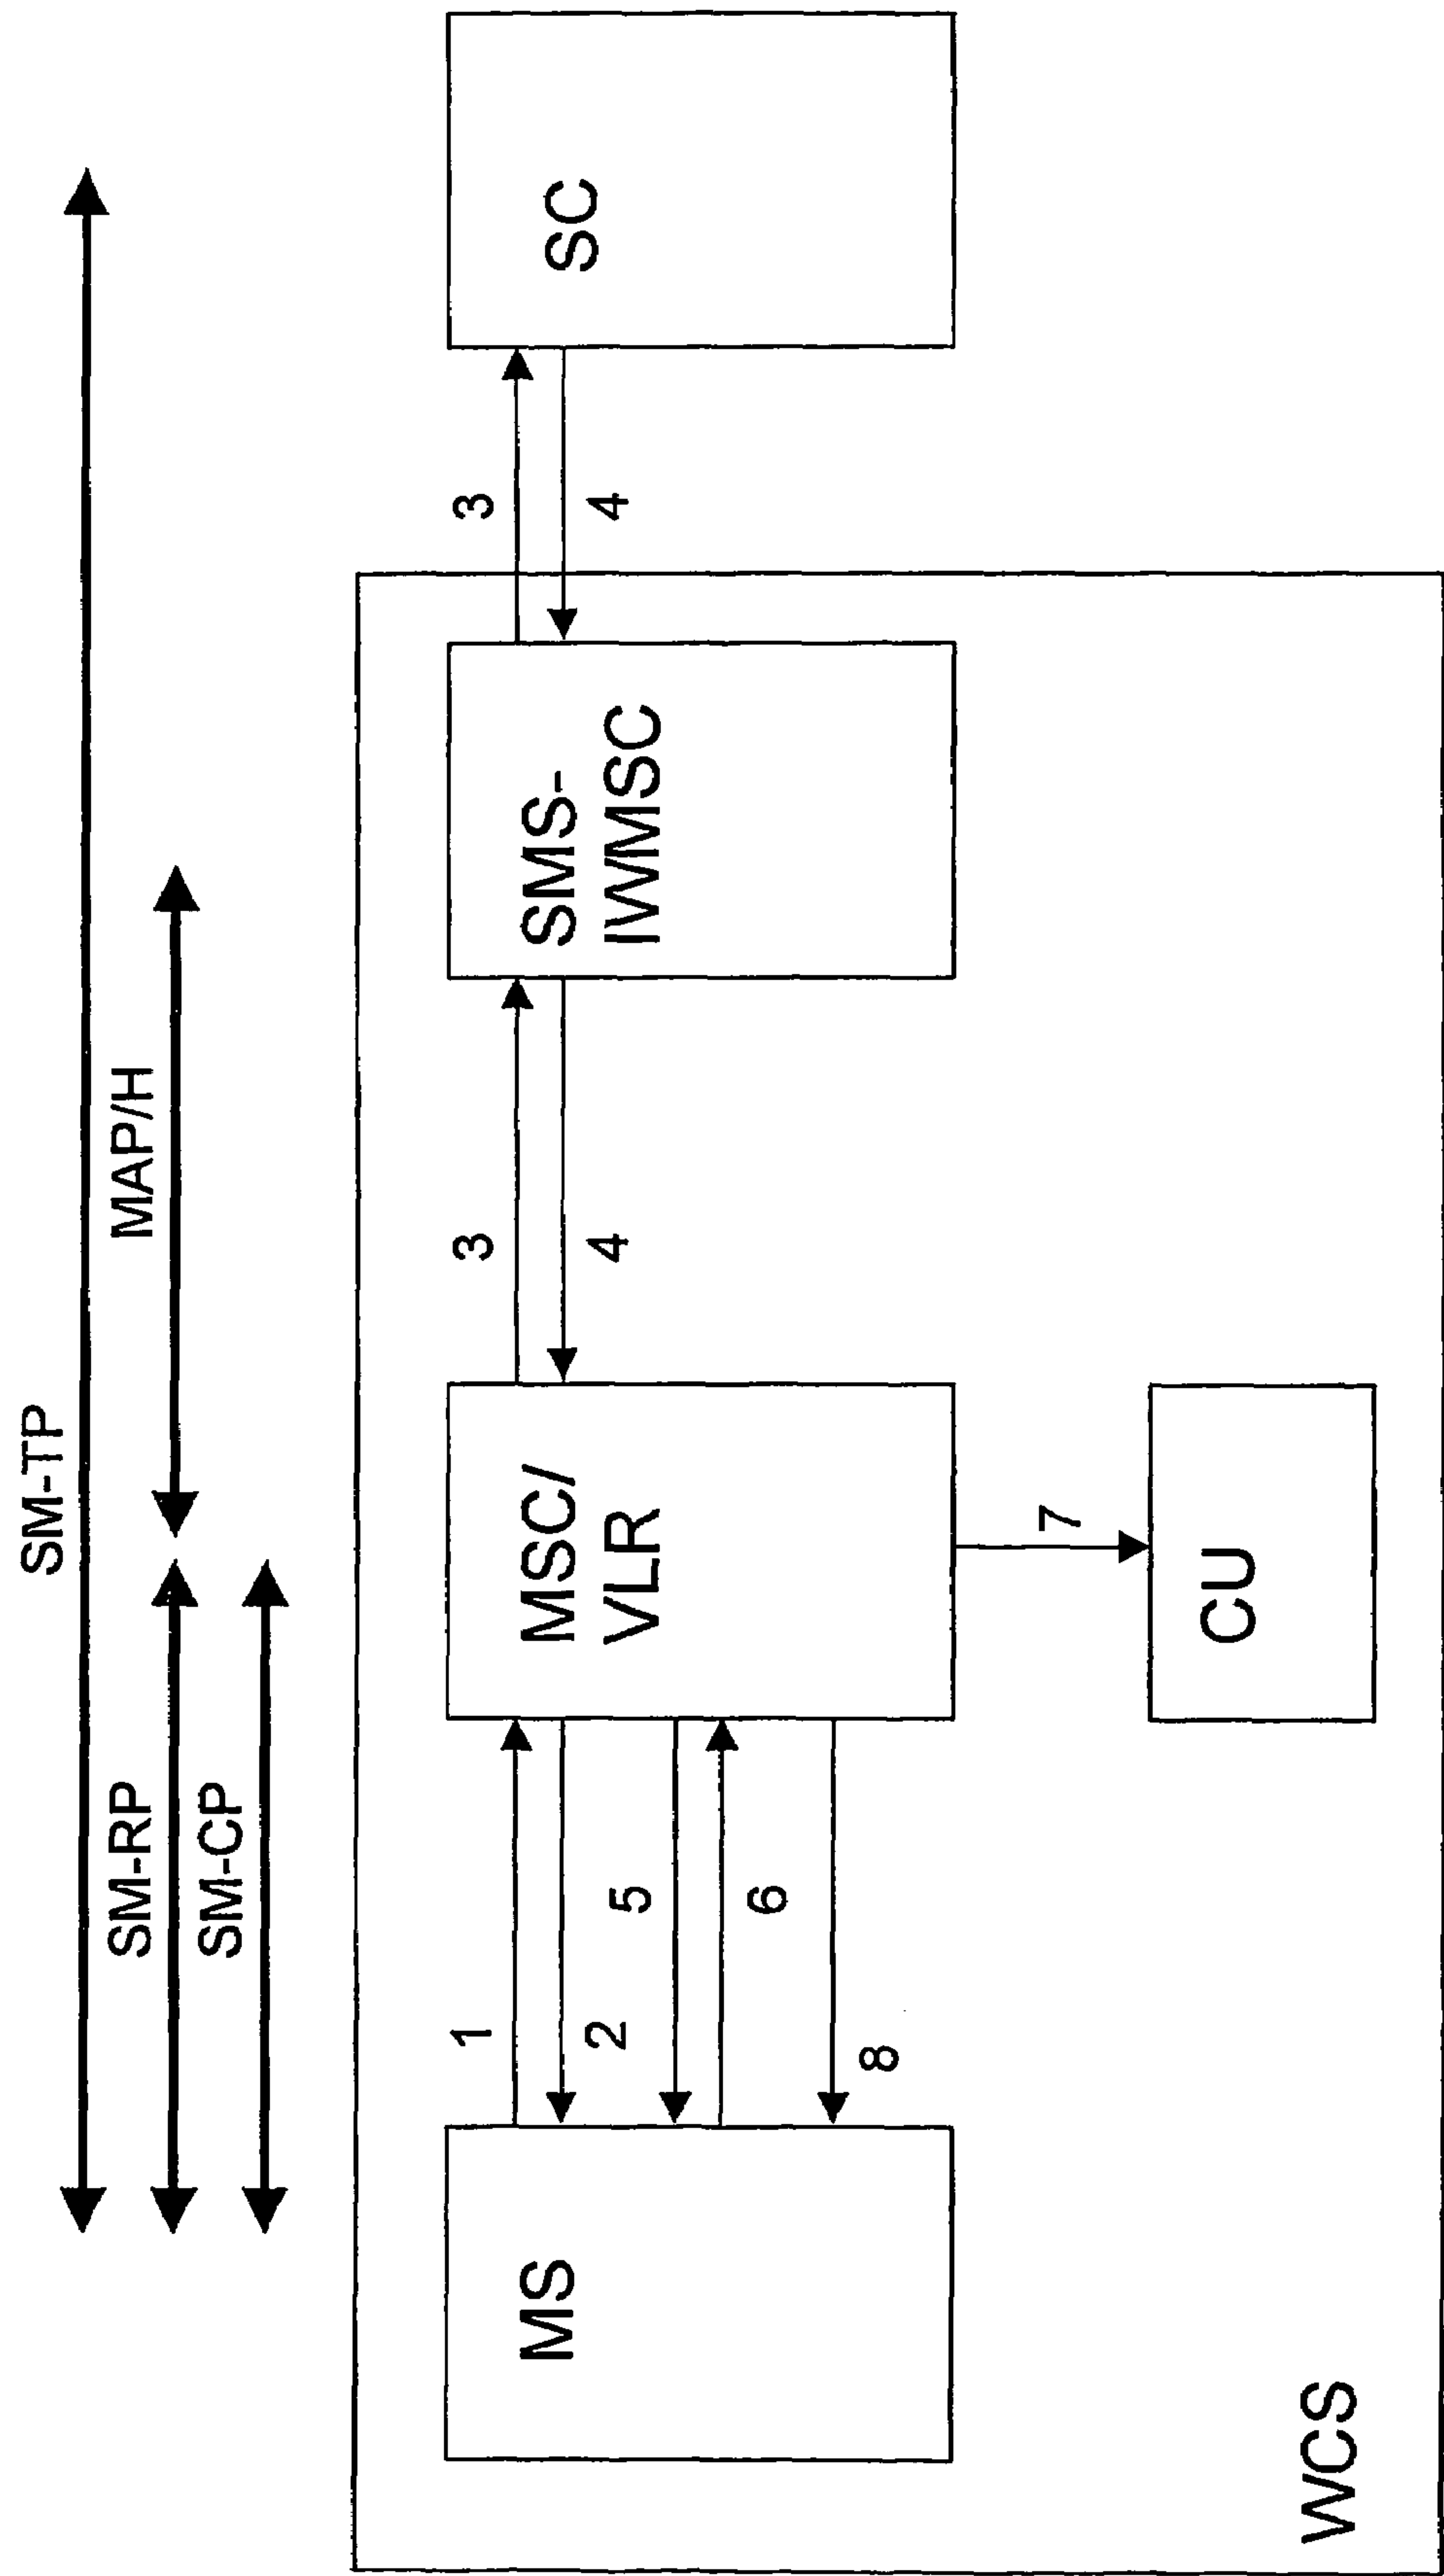 SM-TP
SM-RP
MAP/H
SM-CP
1
3
3
2
4
4
5
6
8
7
MS
MSC/
VLR
SMS-
IWMSC
SC
CU
WCS